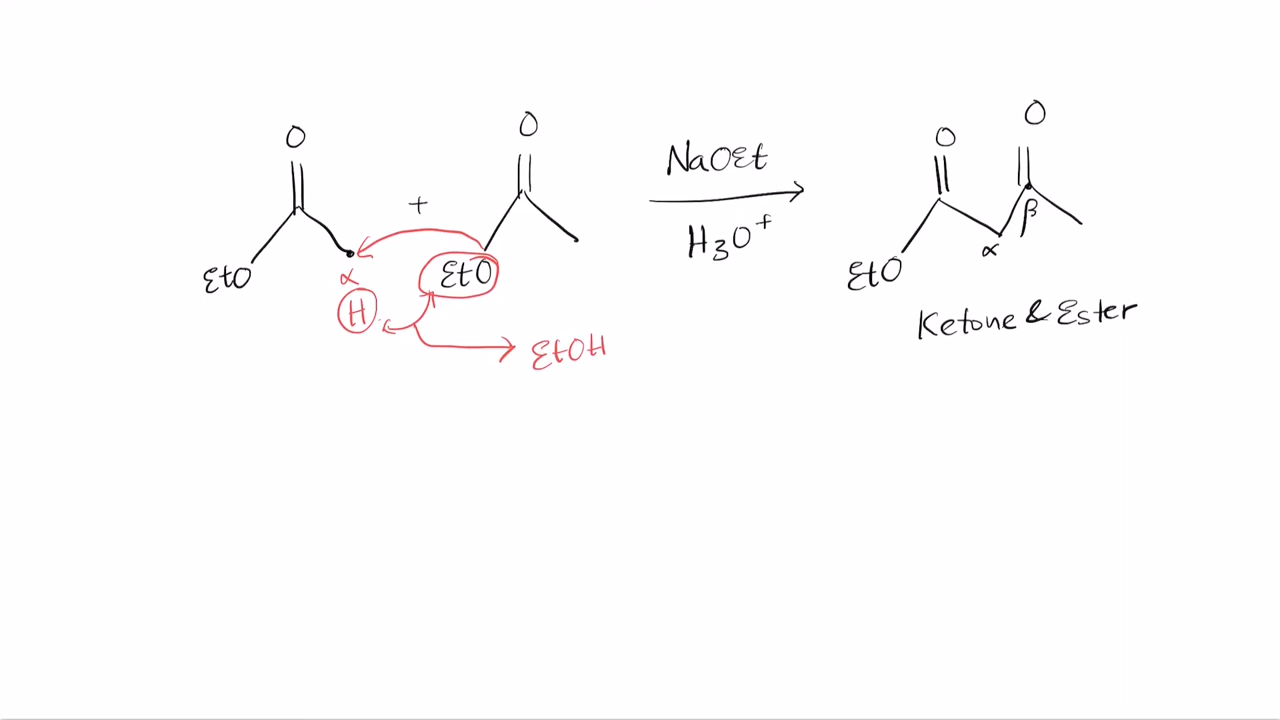 O
O
O
O
+
NaOEt
H3O+
EtO
α
H
EtO
EtOH
EtO
α
β
Ketone & Ester